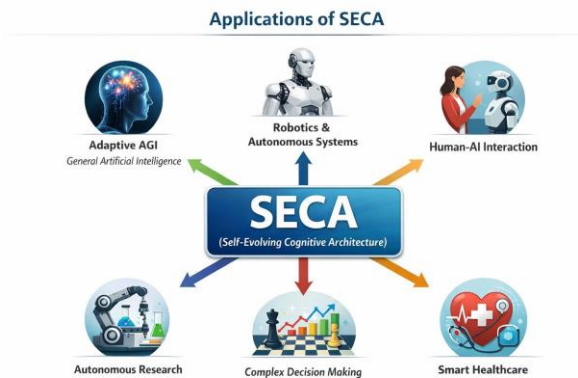 Applications of SECA
Adaptive AGI
General Artificial Intelligence
Robotics &
Autonomous Systems
Human-AI Interaction
SECA
(Self-Evolving Cognitive Architecture)
Autonomous Research
Complex Decision Making
Smart Healthcare